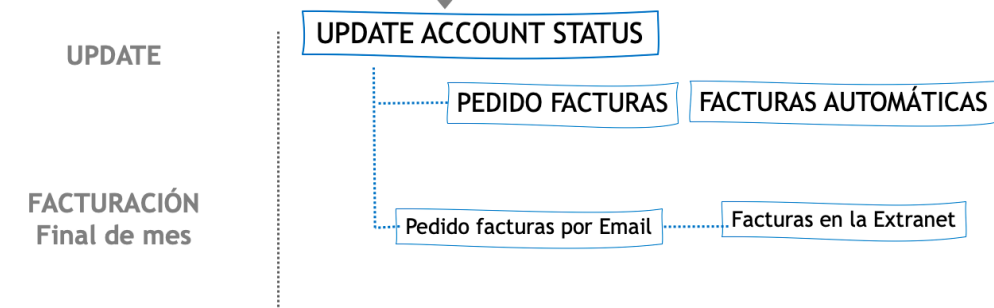 UPDATE ACCOUNT STATUS
UPDATE
PEDIDO FACTURAS
FACTURAS AUTOMÁTICAS
FACTURACIÓN
Final de mes
Pedido facturas por Email
Facturas en la Extranet